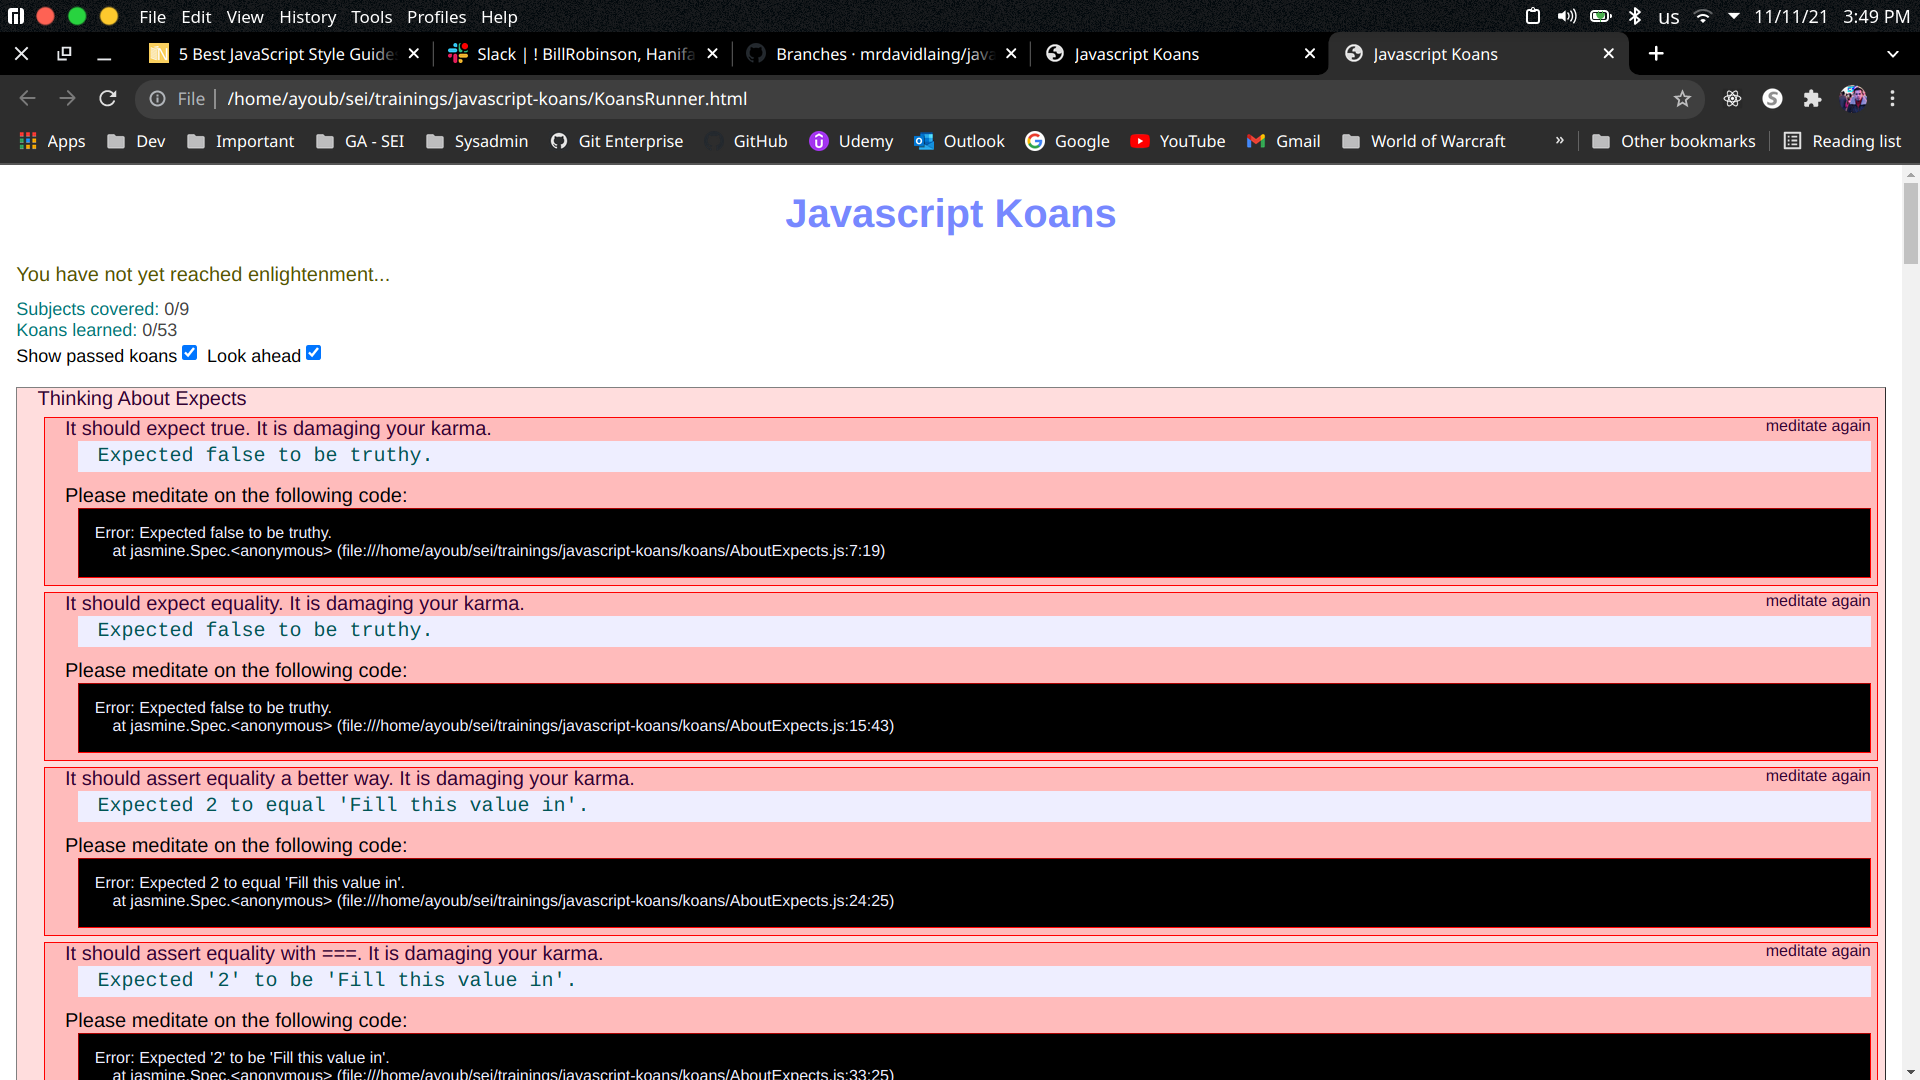 File Edit View History Tools Profiles Help us 11/11/21 3:49 PM
5 Best JavaScript Style Guide Slack | ! BillRobinson, Hanifa Branches · mrdavidlaing/java Javascript Koans Javascript Koans
File /home/ayoub/sei/trainings/javascript-koans/KoansRunner.html
Apps Dev Important GA - SEI Sysadmin Git Enterprise GitHub Udemy Outlook Google YouTube Gmail World of Warcraft » Other bookmarks Reading list
Javascript Koans
You have not yet reached enlightenment...
Subjects covered: 0/9
Koans learned: 0/53
Show passed koans Look ahead
Thinking About Expects
It should expect true. It is damaging your karma. meditate again
Expected false to be truthy.
Please meditate on the following code:
Error: Expected false to be truthy.
at jasmine.Spec.<anonymous> (file:///home/ayoub/sei/trainings/javascript-koans/koans/AboutExpects.js:7:19)
It should expect equality. It is damaging your karma. meditate again
Expected false to be truthy.
Please meditate on the following code:
Error: Expected false to be truthy.
at jasmine.Spec.<anonymous> (file:///home/ayoub/sei/trainings/javascript-koans/koans/AboutExpects.js:15:43)
It should assert equality a better way. It is damaging your karma. meditate again
Expected 2 to equal 'Fill this value in'.
Please meditate on the following code:
Error: Expected 2 to equal 'Fill this value in'.
at jasmine.Spec.<anonymous> (file:///home/ayoub/sei/trainings/javascript-koans/koans/AboutExpects.js:24:25)
It should assert equality with ===. It is damaging your karma. meditate again
Expected '2' to be 'Fill this value in'.
Please meditate on the following code:
Error: Expected '2' to be 'Fill this value in'.
at jasmine.Spec.<anonymous> (file:///home/ayoub/sei/trainings/javascript-koans/koans/AboutExpects.js:33:25)